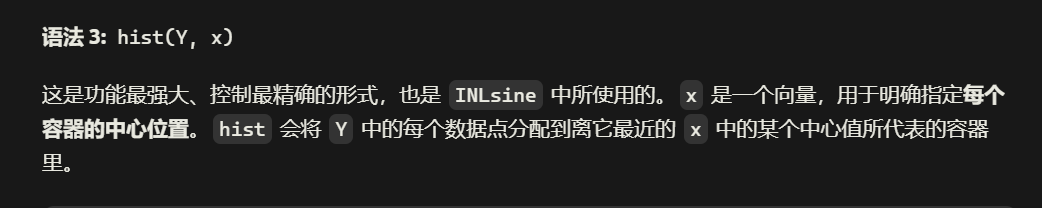 语法 3: hist(Y, x)
这是功能最强大、控制最精确的形式，也是 INLsine 中所使用的。 x 是一个向量，用于明确指定每个
容器的中心位置。 hist 会将 Y 中的每个数据点分配到离它最近的 x 中的某个中心值所代表的容器
里。